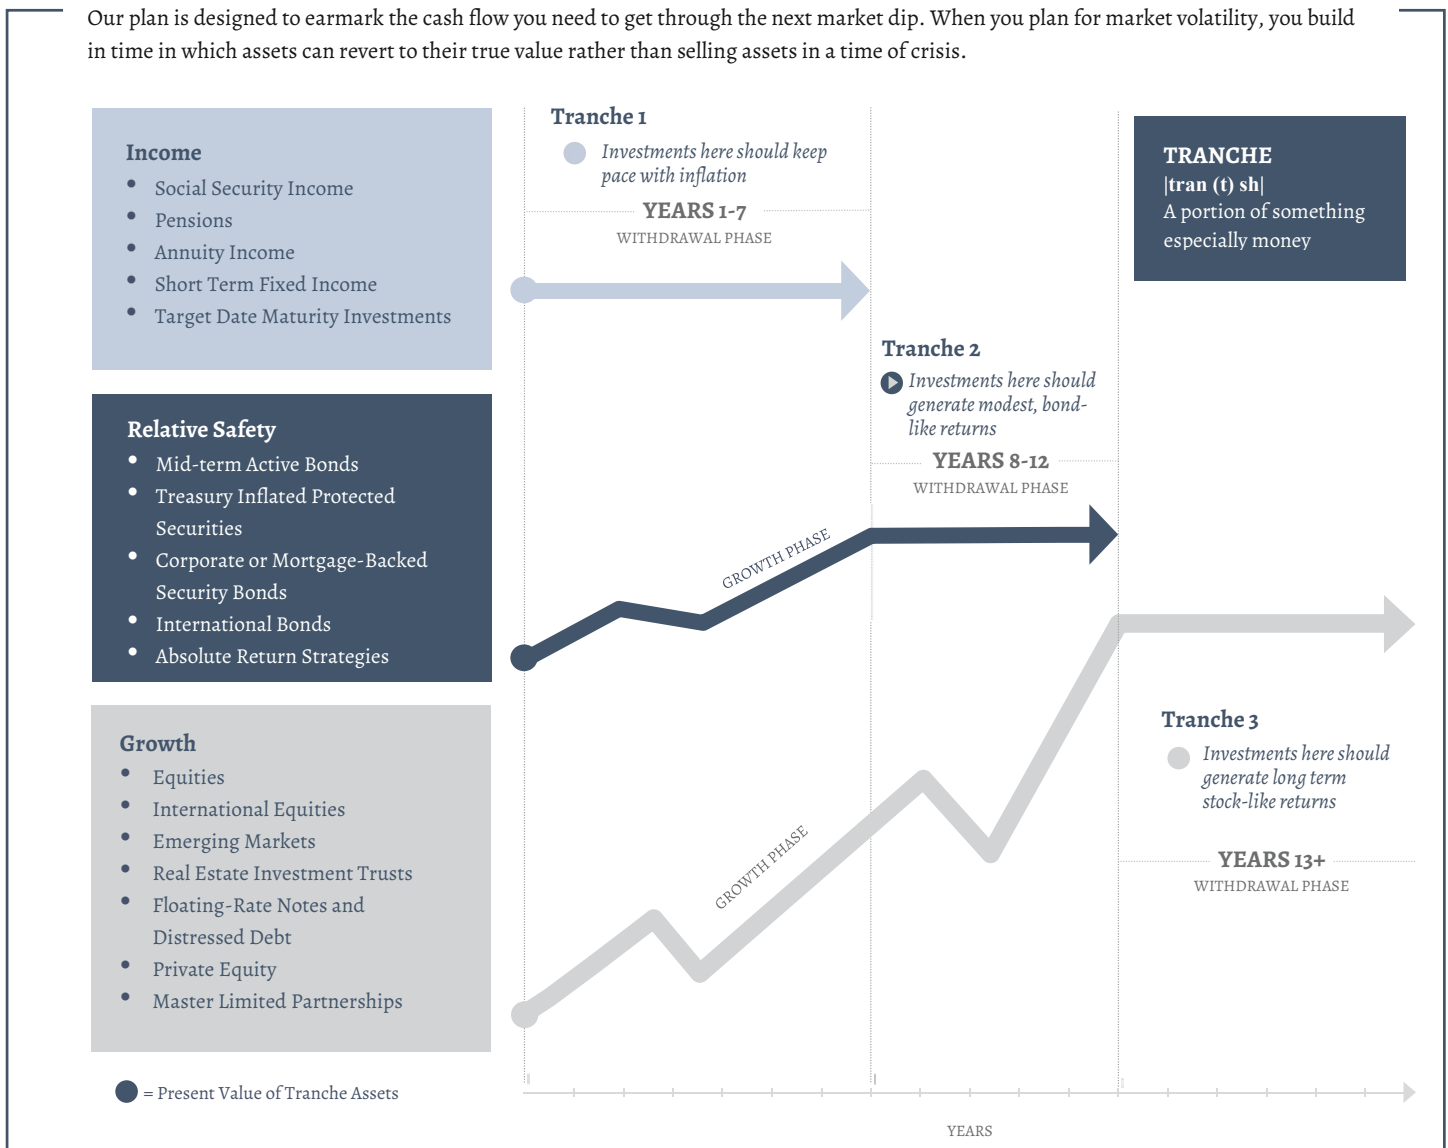 Our plan is designed to earmark the cash flow you need to get through the next market dip. When you plan for market volatility, you build
in time in which assets can revert to their true value rather than selling assets in a time of crisis.
Income
• Social Security Income
• Pensions
• Annuity Income
• Short Term Fixed Income
• Target Date Maturity Investments
Tranche 1
Investments here should keep
pace with inflation
YEARS 1-7
WITHDRAWAL PHASE
TRANCHE
|tran (t) sh|
A portion of something
especially money
Relative Safety
• Mid-term Active Bonds
• Treasury Inflated Protected
Securities
• Corporate or Mortgage-Backed
Security Bonds
• International Bonds
• Absolute Return Strategies
Tranche 2
Investments here should
generate modest, bond-
like returns
YEARS 8-12
WITHDRAWAL PHASE
GROWTH PHASE
Growth
• Equities
• International Equities
• Emerging Markets
• Real Estate Investment Trusts
• Floating-Rate Notes and
Distressed Debt
• Private Equity
• Master Limited Partnerships
GROWTH PHASE
Tranche 3
Investments here should
generate long term
stock-like returns
YEARS 13+
WITHDRAWAL PHASE
= Present Value of Tranche Assets
YEARS